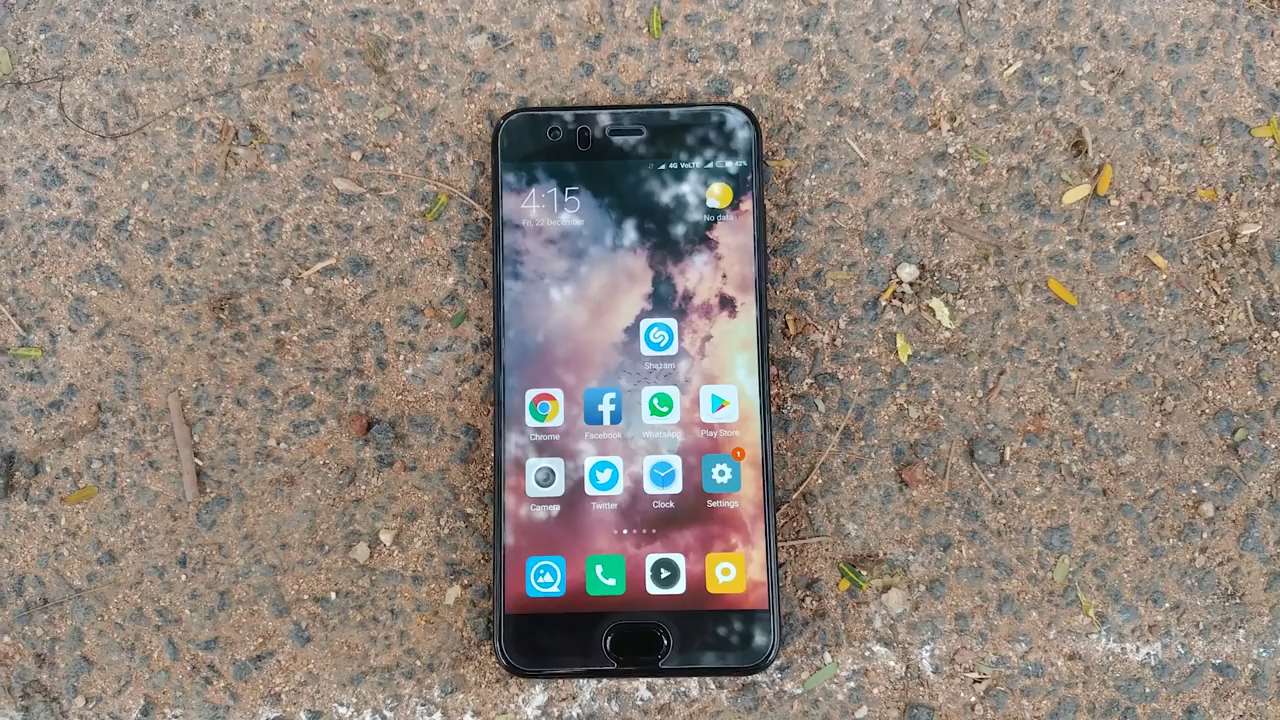 4G VoLTE 42%
4:15
Fri, 22 December
No data
Shazam
Chrome Facebook WhatsApp Play Store
1
Camera Twitter Clock Settings